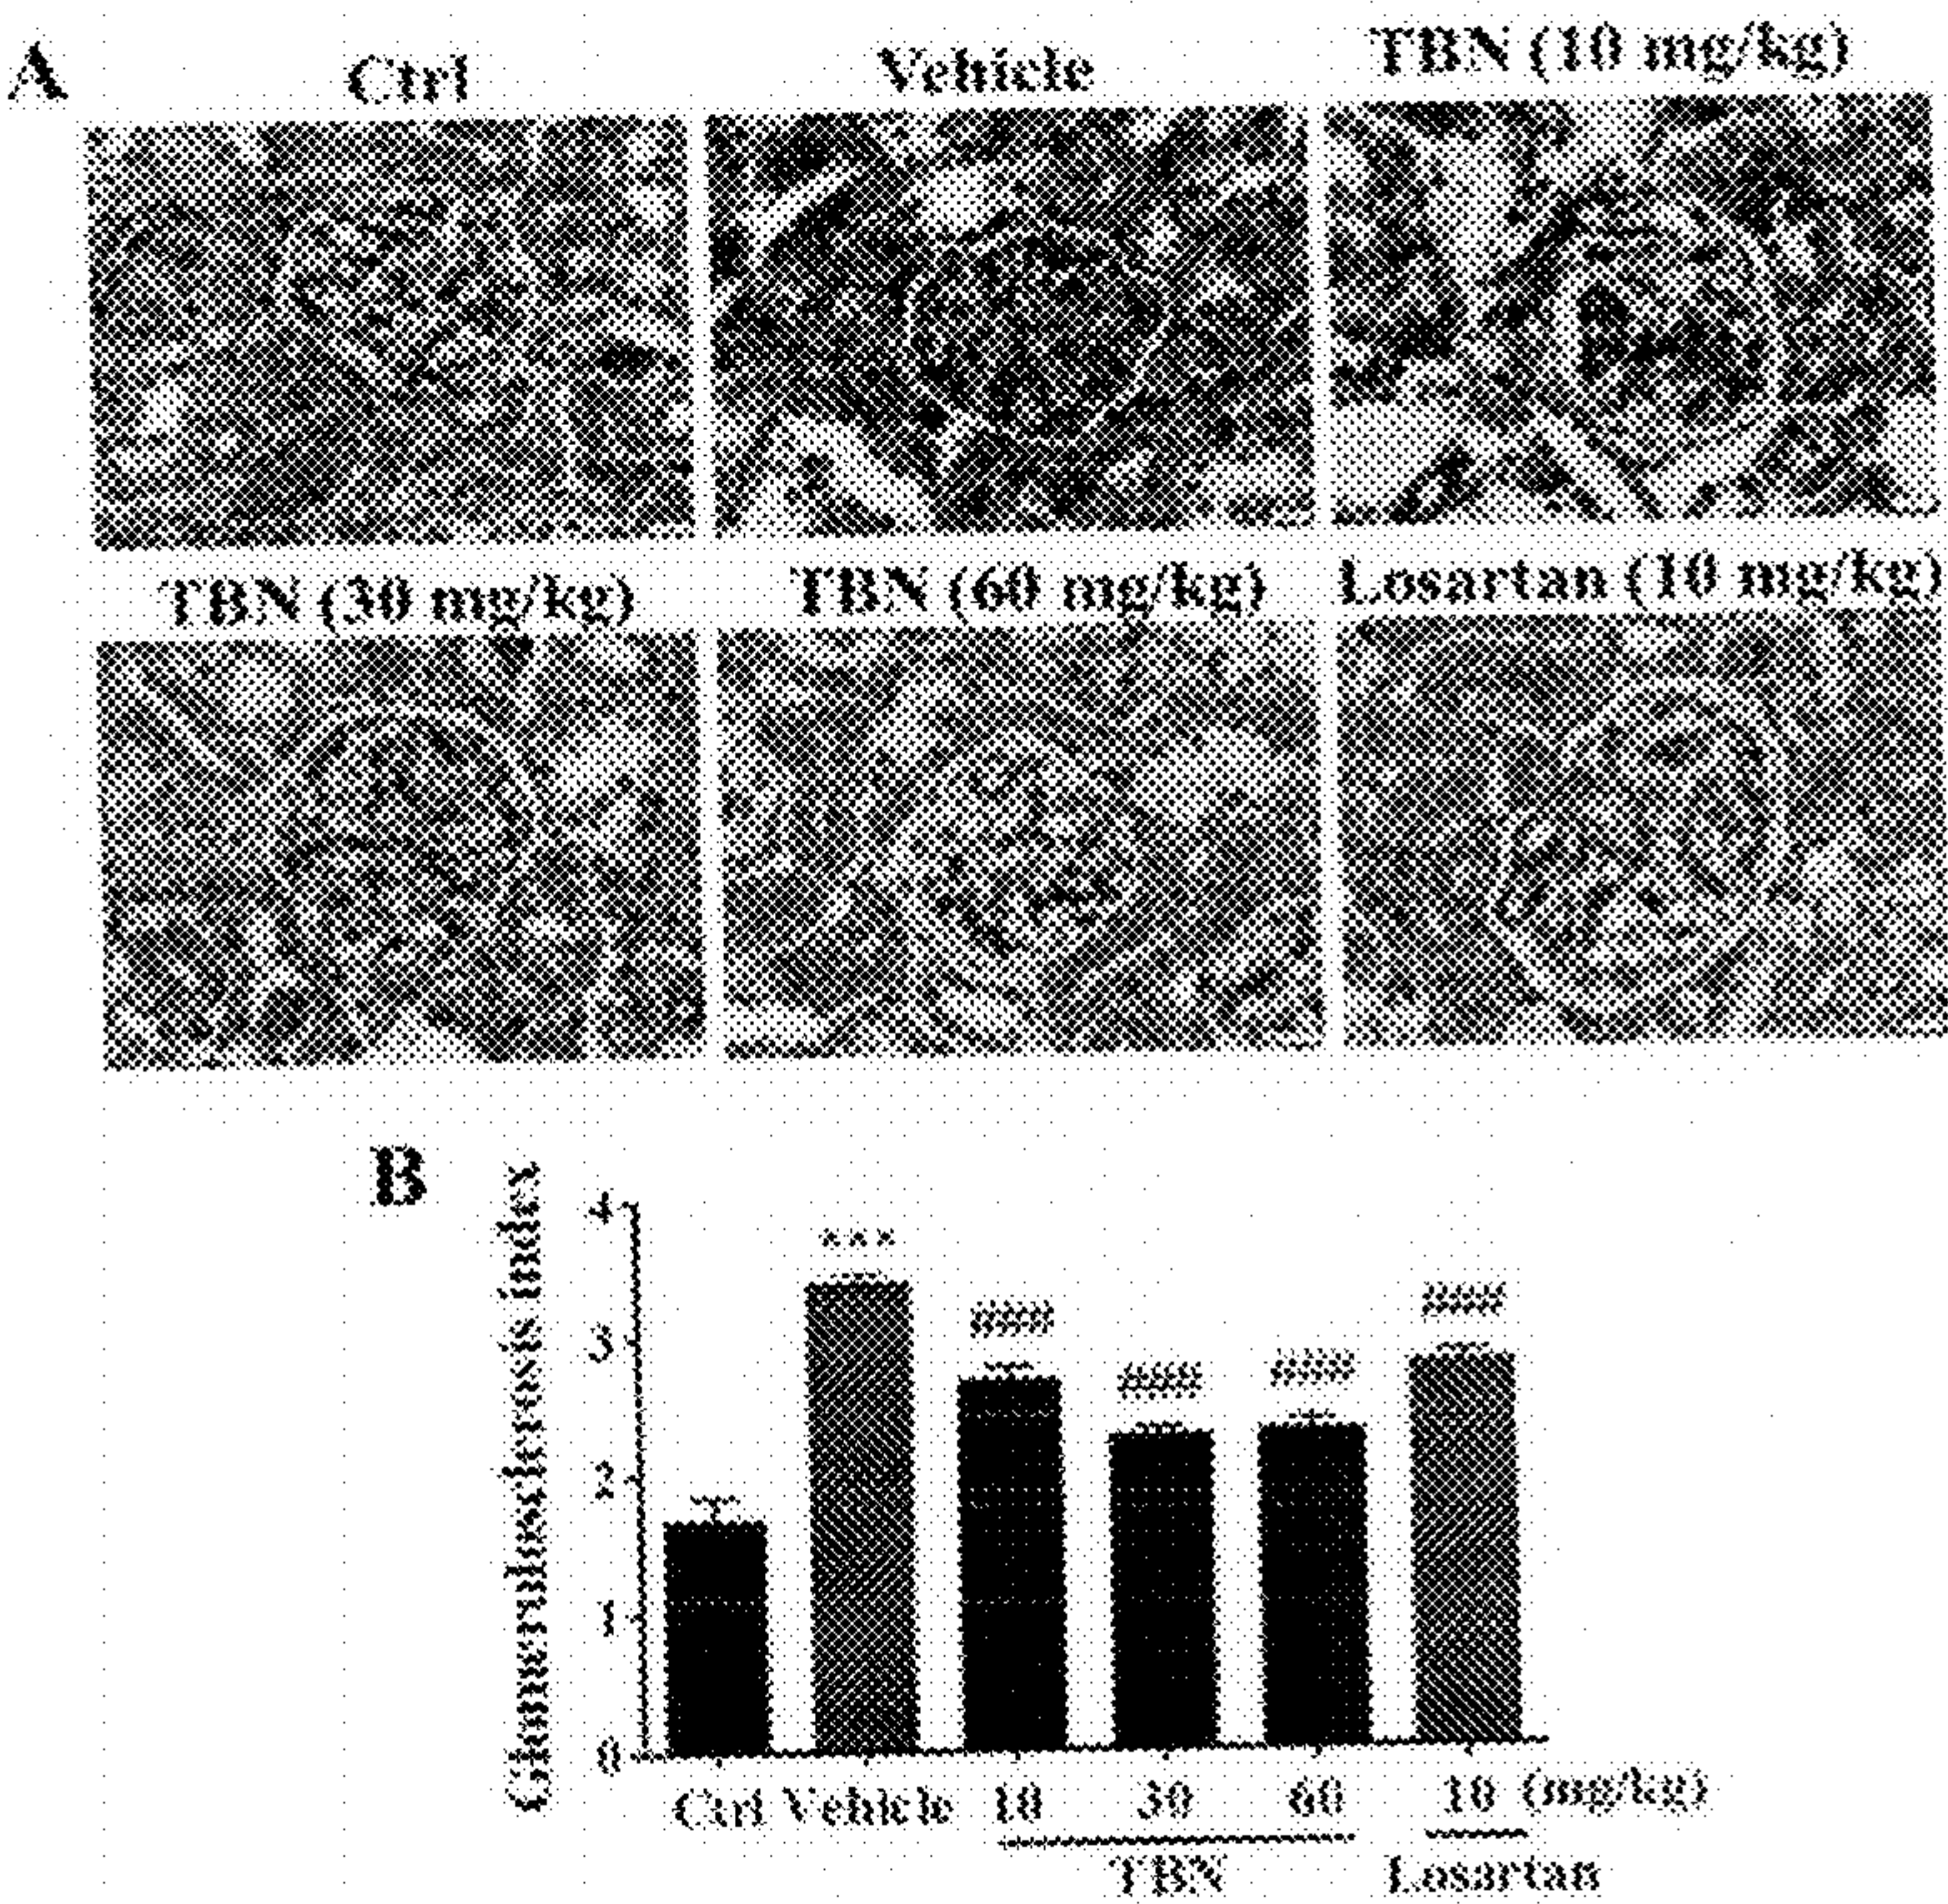 A
Ctrl
Vehicle
TBN (10 mg/kg)
TBN (30 mg/kg)
TBN (60 mg/kg)
Losartan (10 mg/kg)
B
Glomerulosclerosis index
4
3
2
1
0
***
###
###
###
###
Ctrl Vehicle 10 30 60 10 (mg/kg)
TBN Losartan